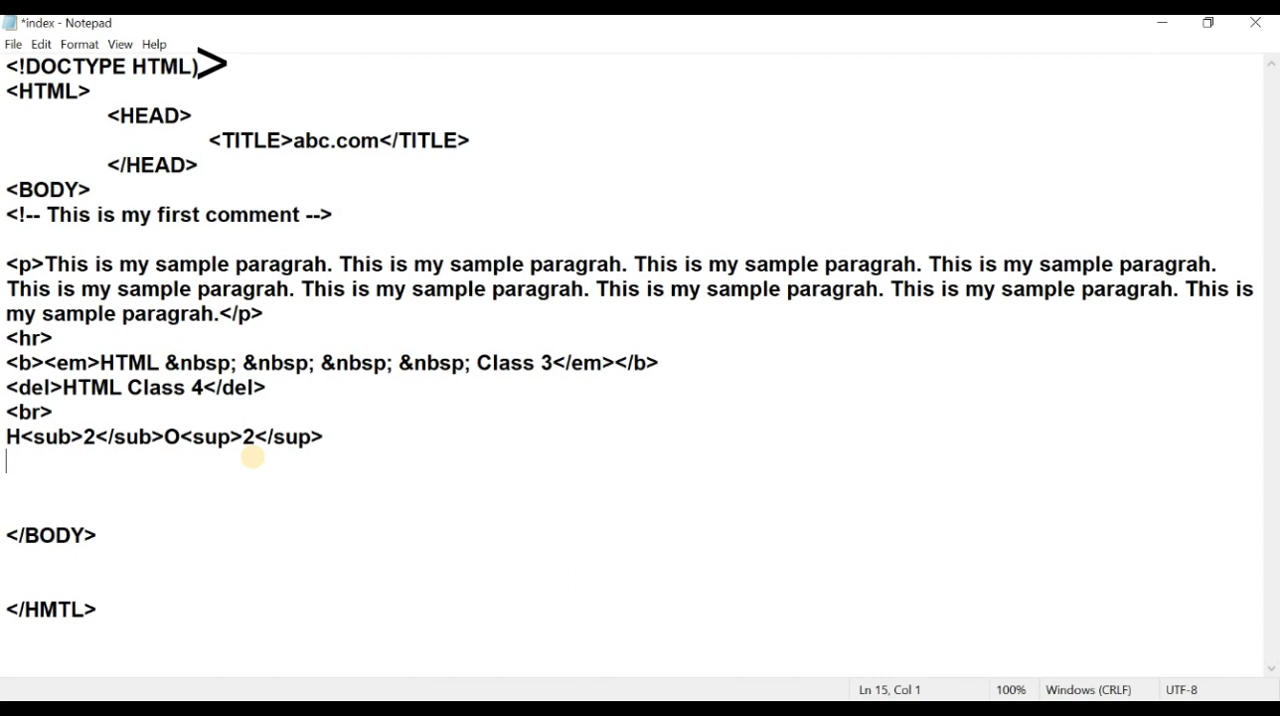 *index - Notepad
File Edit Format View Help
<!DOCTYPE HTML)>
<HTML>
<HEAD>
<TITLE>abc.com</TITLE>
</HEAD>
<BODY>
<!-- This is my first comment -->
<p>This is my sample paragrah. This is my sample paragrah. This is my sample paragrah. This is my sample paragrah.
This is my sample paragrah. This is my sample paragrah. This is my sample paragrah. This is my sample paragrah. This is
my sample paragrah.</p>
<hr>
<b><em>HTML &nbsp; &nbsp; &nbsp; &nbsp; Class 3</em></b>
<del>HTML Class 4</del>
<br>
H<sub>2</sub>O<sup>2</sup>
</BODY>
</HMTL>
Ln 15, Col 1 100% Windows (CRLF) UTF-8